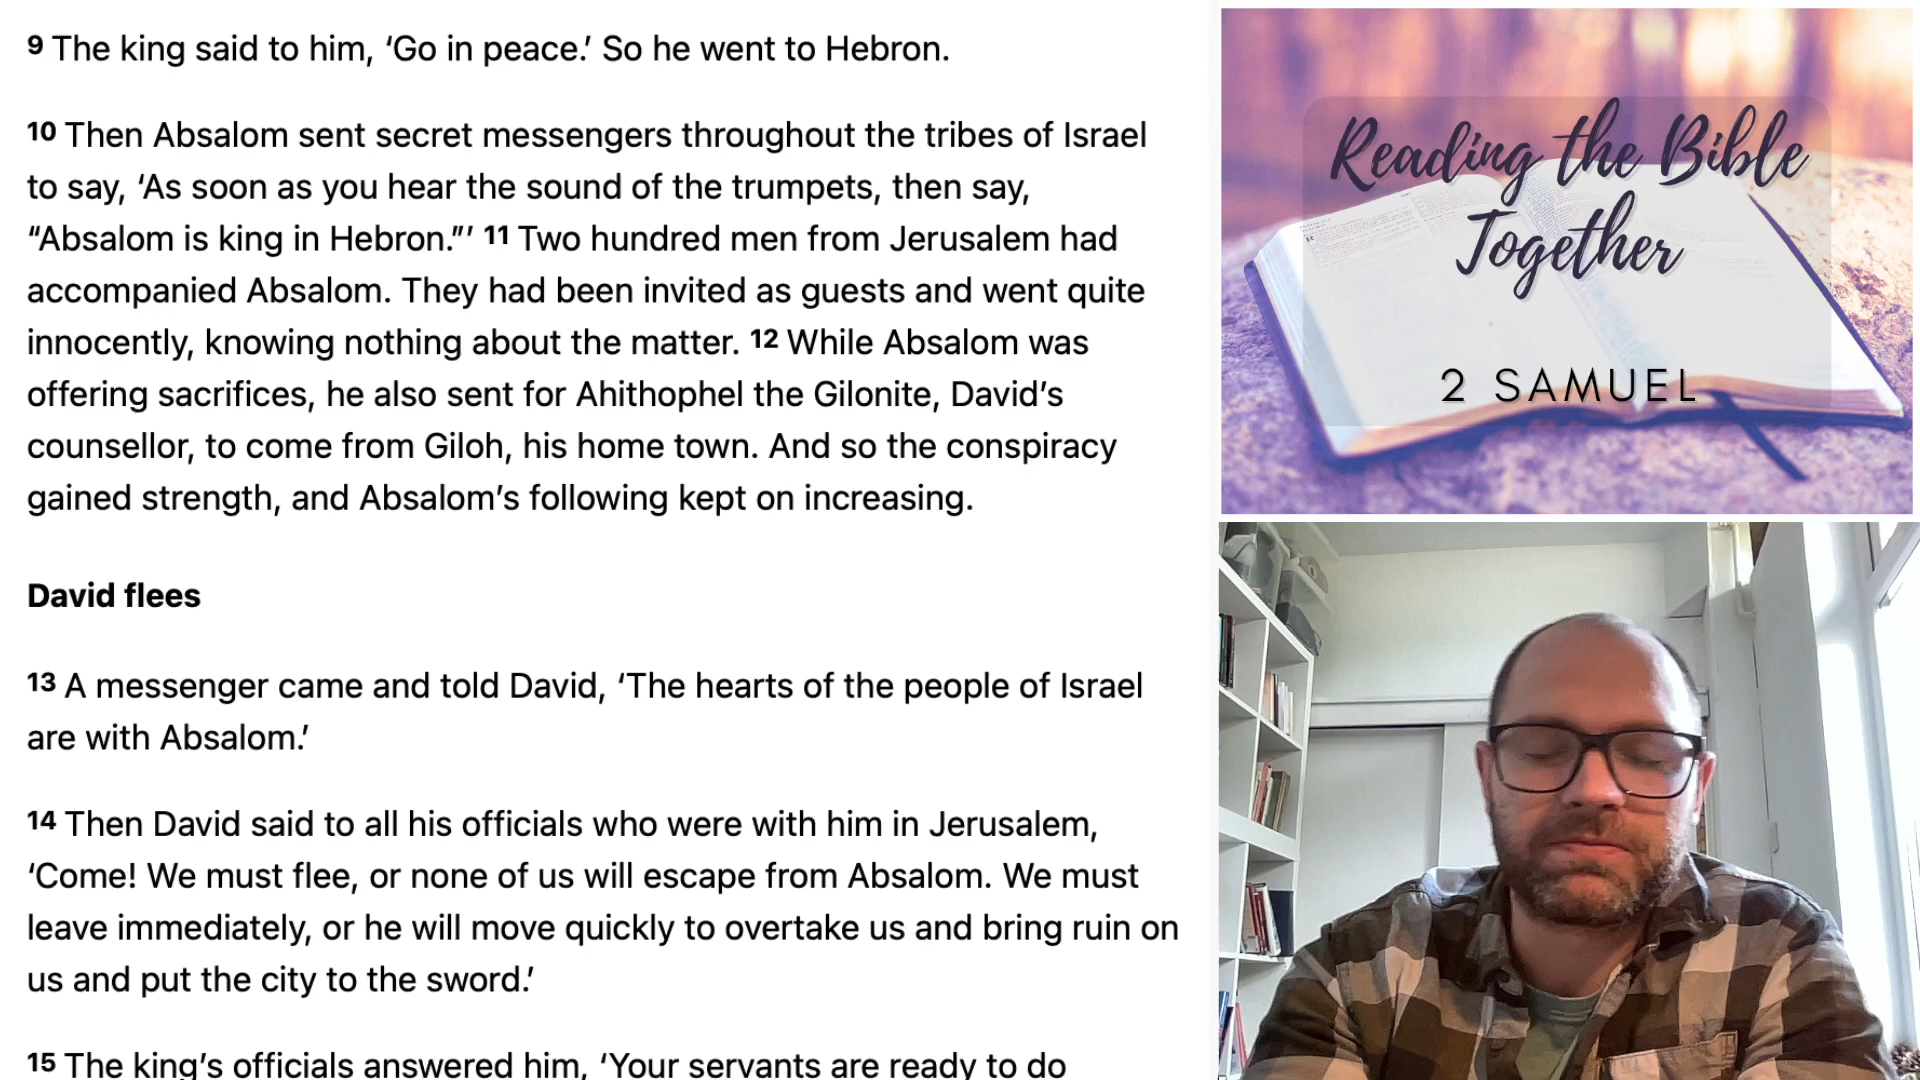 9 The king said to him, ‘Go in peace.’ So he went to Hebron.
10 Then Absalom sent secret messengers throughout the tribes of Israel
to say, ‘As soon as you hear the sound of the trumpets, then say,
“Absalom is king in Hebron.”’ 11 Two hundred men from Jerusalem had
accompanied Absalom. They had been invited as guests and went quite
innocently, knowing nothing about the matter. 12 While Absalom was
offering sacrifices, he also sent for Ahithophel the Gilonite, David’s
counsellor, to come from Giloh, his home town. And so the conspiracy
gained strength, and Absalom’s following kept on increasing.
David flees
13 A messenger came and told David, ‘The hearts of the people of Israel
are with Absalom.’
14 Then David said to all his officials who were with him in Jerusalem,
‘Come! We must flee, or none of us will escape from Absalom. We must
leave immediately, or he will move quickly to overtake us and bring ruin on
us and put the city to the sword.’
15 The king’s officials answered him, ‘Your servants are ready to do
Reading the Bible
Together
2 SAMUEL